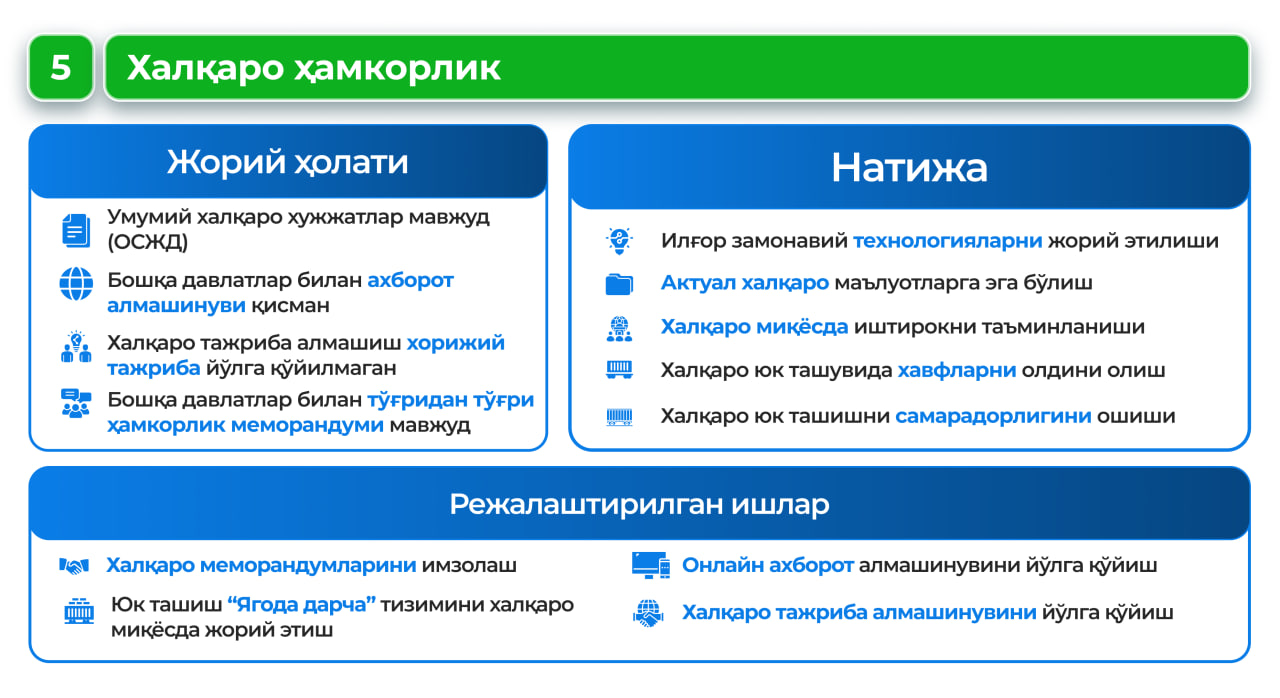 5
Халқаро ҳамкорлик
Жорий ҳолати
Умумий халқаро хужжатлар мавжуд
(ОСЖД)
Бошқа давлатлар билан ахборот
алмашинуви қисман
Халқаро тажриба алмашиш хорижий
тажриба йўлга қўйилмаган
Бошқа давлатлар билан тўғридан тўғри
ҳамкорлик меморандуми мавжуд
Натижа
Илғор замонавий технологияларни жорий этилиши
Актуал халқаро маълуотларга эга бўлиш
Халқаро миқёсда иштирокни таъминланиши
Халқаро юк ташувида хавфларни олдини олиш
Халқаро юк ташишни самарадорлигини ошиши
Режалаштирилган ишлар
Халқаро меморандумларини имзолаш
Юк ташиш “Ягода дарча” тизимини халқаро
миқёсда жорий этиш
Онлайн ахборот алмашинувини йўлга қўйиш
Халқаро тажриба алмашинувини йўлга қўйиш